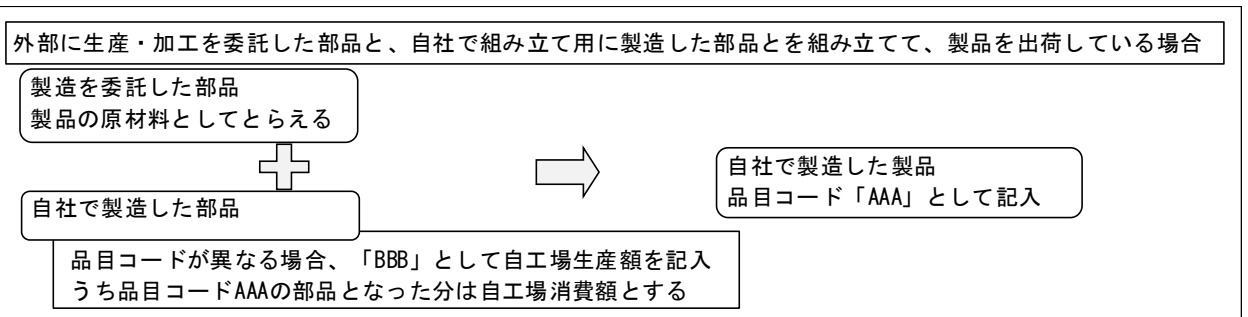 外部に生産・加工を委託した部品と、自社で組み立て用に製造した部品とを組み立てて、製品を出荷している場合
製造を委託した部品
製品の原材料としてとらえる
自社で製造した製品
品目コード「AAA」として記入
自社で製造した部品
品目コードが異なる場合、「BBB」として自工場生産額を記入
うち品目コードAAAの部品となった分は自工場消費額とする